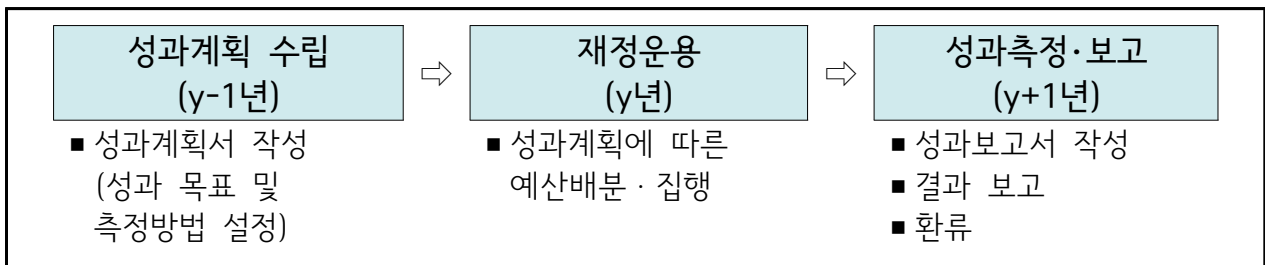 성과계획 수립
(y-1년)
⇨
재정운용
(y년)
⇨
성과측정·보고
(y+1년)
■ 성과계획서 작성
(성과 목표 및
측정방법 설정)
■ 성과계획에 따른
예산배분·집행
■ 성과보고서 작성
■ 결과 보고
■ 환류